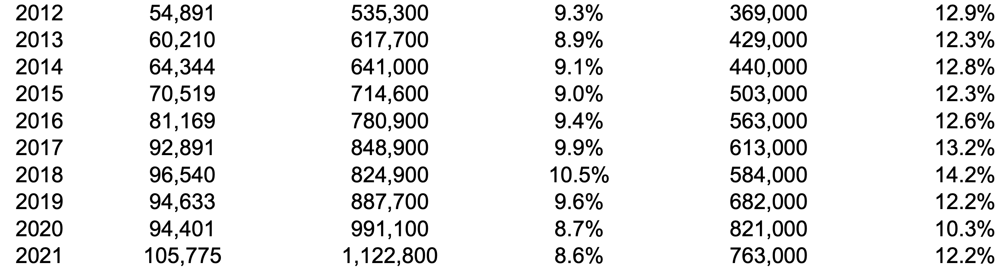 2012 54,891 535,300 9.3% 369,000 12.9%
2013 60,210 617,700 8.9% 429,000 12.3%
2014 64,344 641,000 9.1% 440,000 12.8%
2015 70,519 714,600 9.0% 503,000 12.3%
2016 81,169 780,900 9.4% 563,000 12.6%
2017 92,891 848,900 9.9% 613,000 13.2%
2018 96,540 824,900 10.5% 584,000 14.2%
2019 94,633 887,700 9.6% 682,000 12.2%
2020 94,401 991,100 8.7% 821,000 10.3%
2021 105,775 1,122,800 8.6% 763,000 12.2%